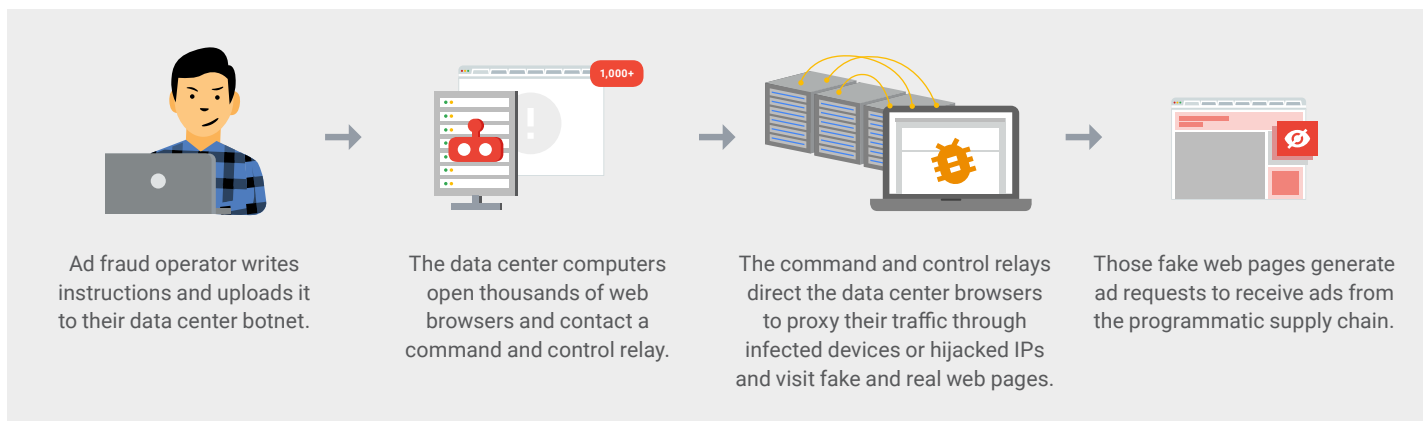 1,000+
Ad fraud operator writes
instructions and uploads it
to their data center botnet.
The data center computers
open thousands of web
browsers and contact a
command and control relay.
The command and control relays
direct the data center browsers
to proxy their traffic through
infected devices or hijacked IPs
and visit fake and real web pages.
Those fake web pages generate
ad requests to receive ads from
the programmatic supply chain.